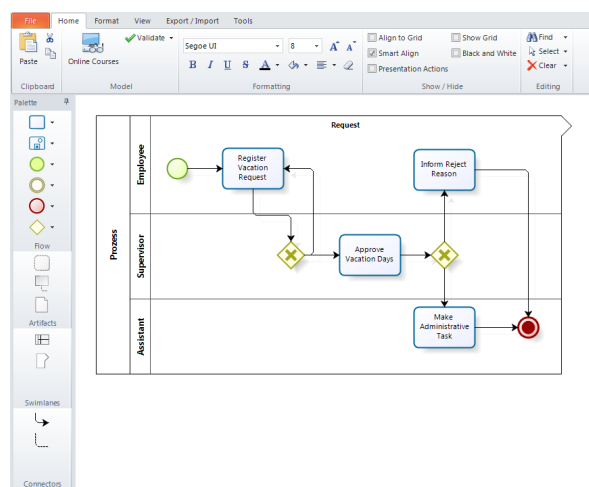 File Home Format View Export / Import Tools
Paste
Online Courses
Validate
Segoe UI 8 A A
B I U S A
Align to Grid Show Grid
Smart Align Black and White
Presentation Actions
Find
Select
Clear
Clipboard Model Formatting Show / Hide Editing
Palette
Flow
Artifacts
Swimlanes
Connectors
Request
Prozess
Employee
Register
Vacation
Request
Inform Reject
Reason
Supervisor
Approve
Vacation Days
Assistant
Make
Administrative
Task